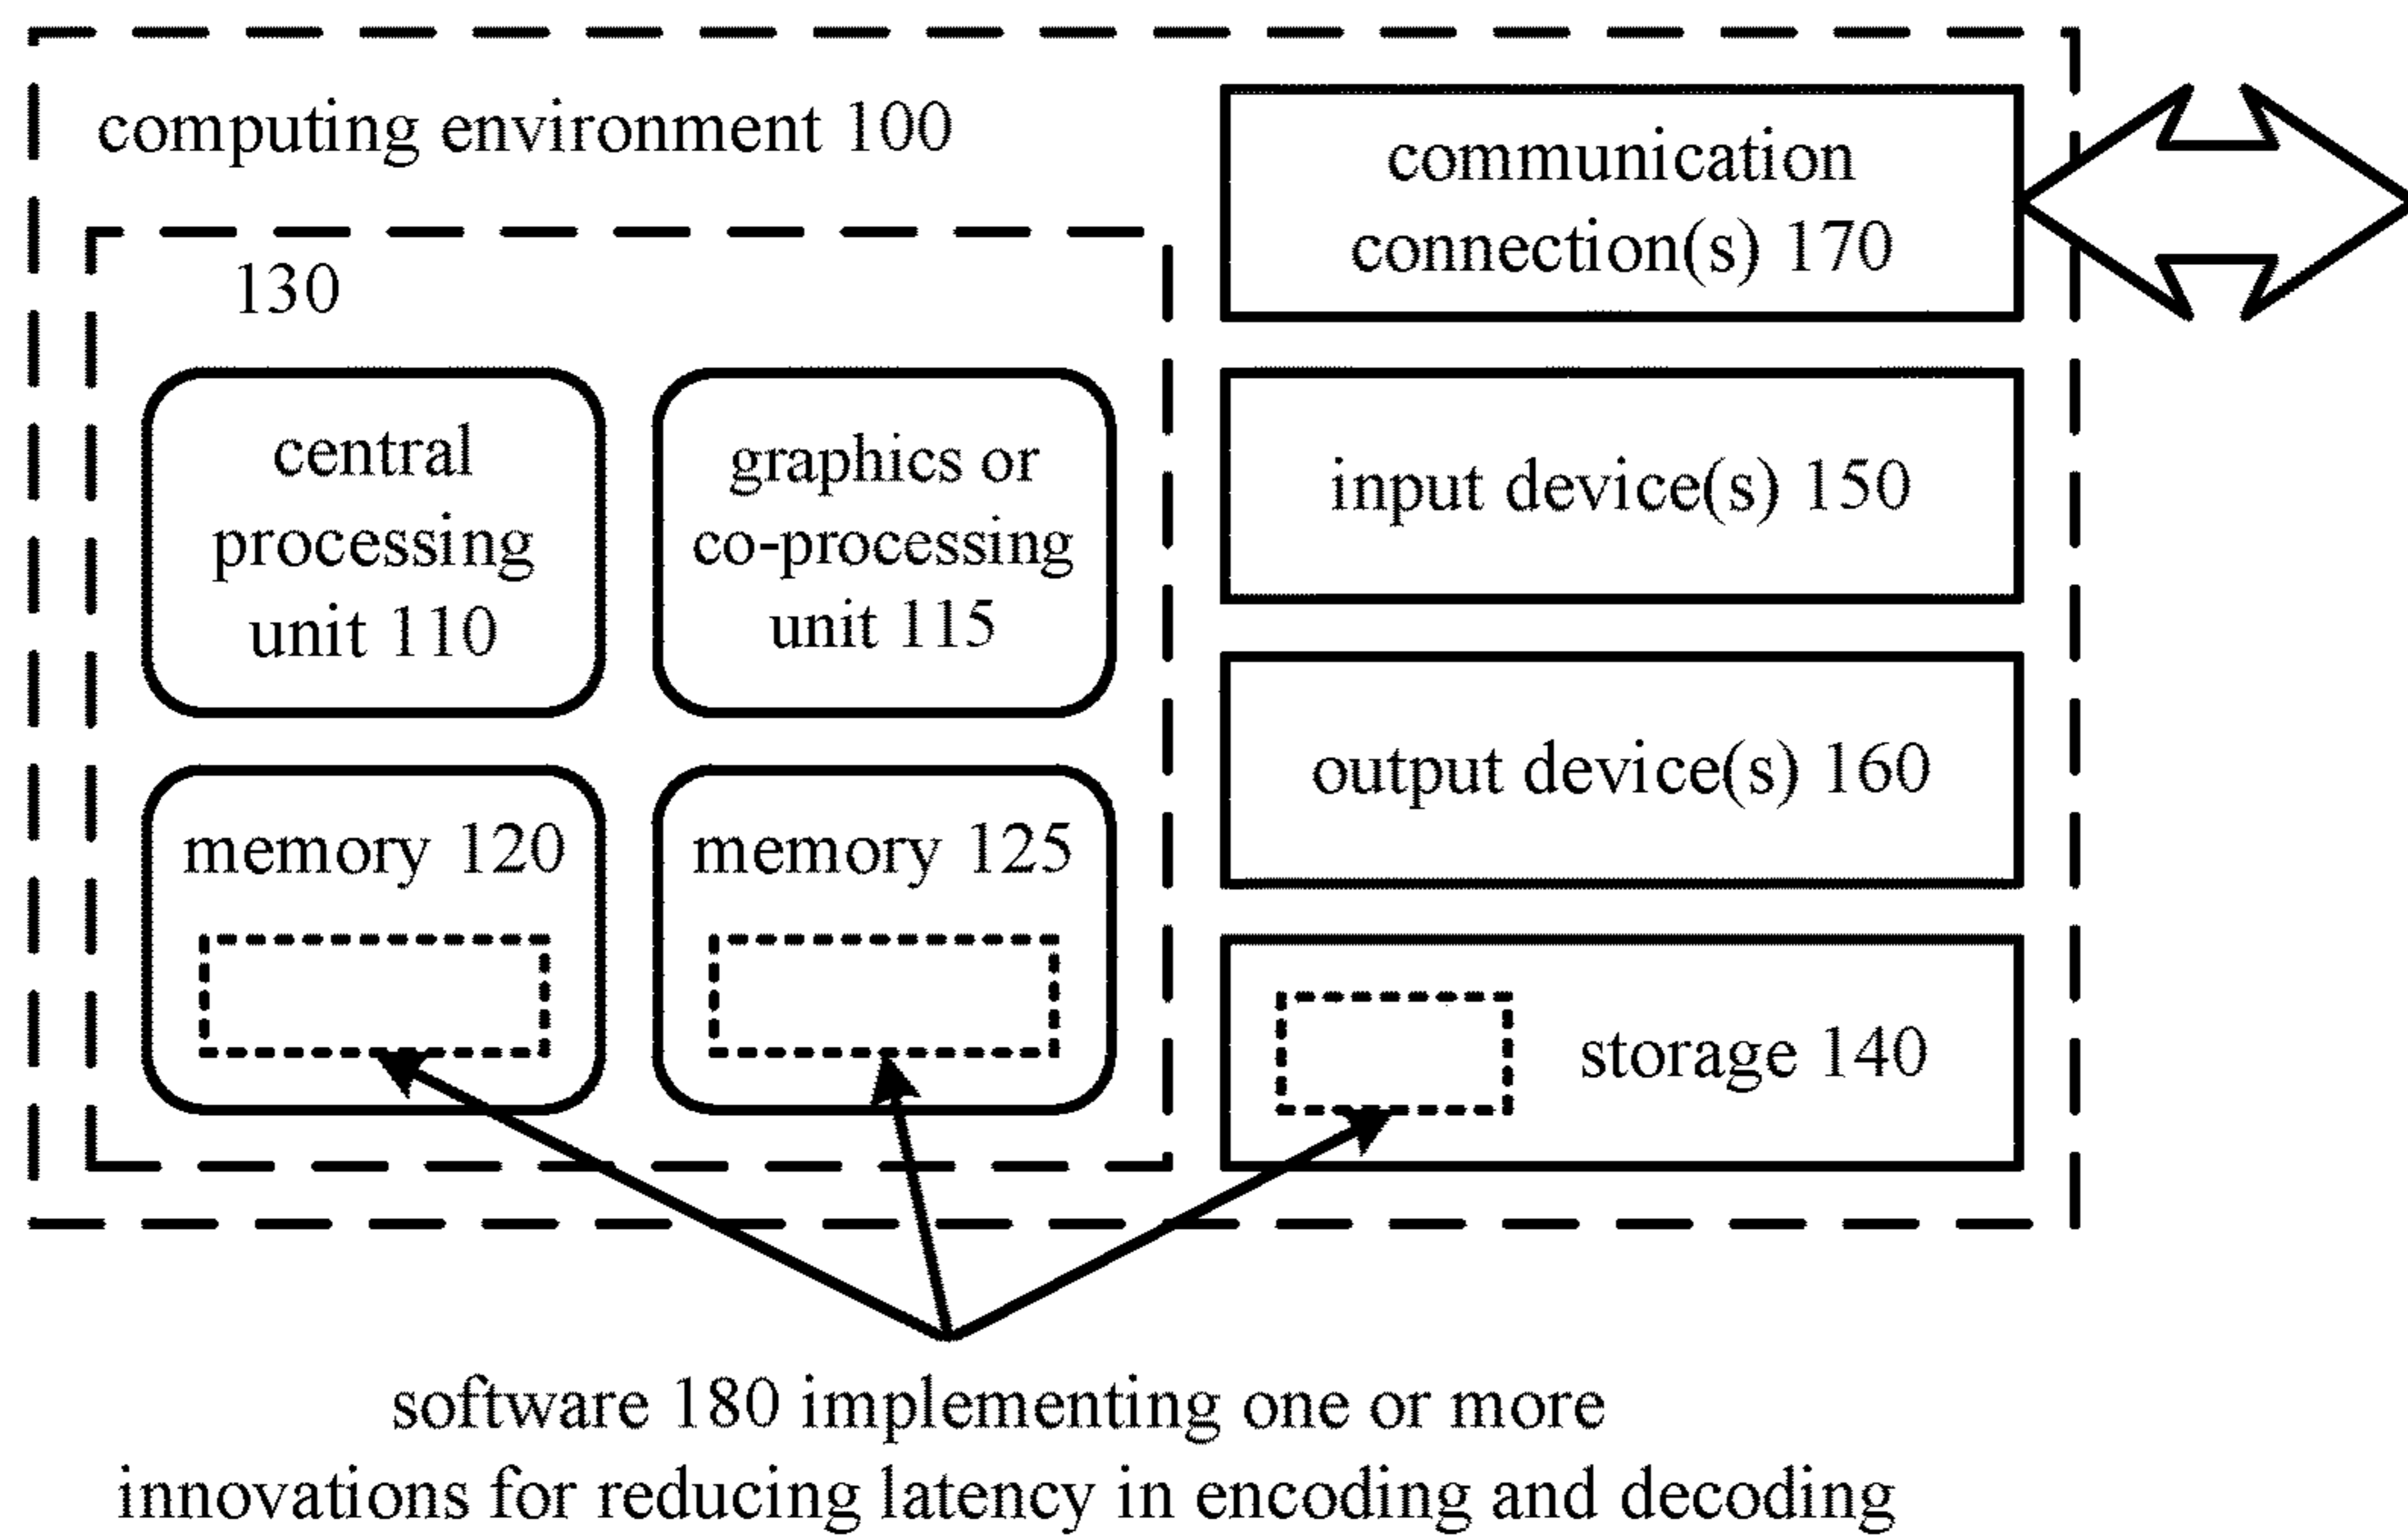 computing environment 100
130
central
processing
unit 110
graphics or
co-processing
unit 115
memory 120
memory 125
communication
connection(s) 170
input device(s) 150
output device(s) 160
storage 140
software 180 implementing one or more
innovations for reducing latency in encoding and decoding